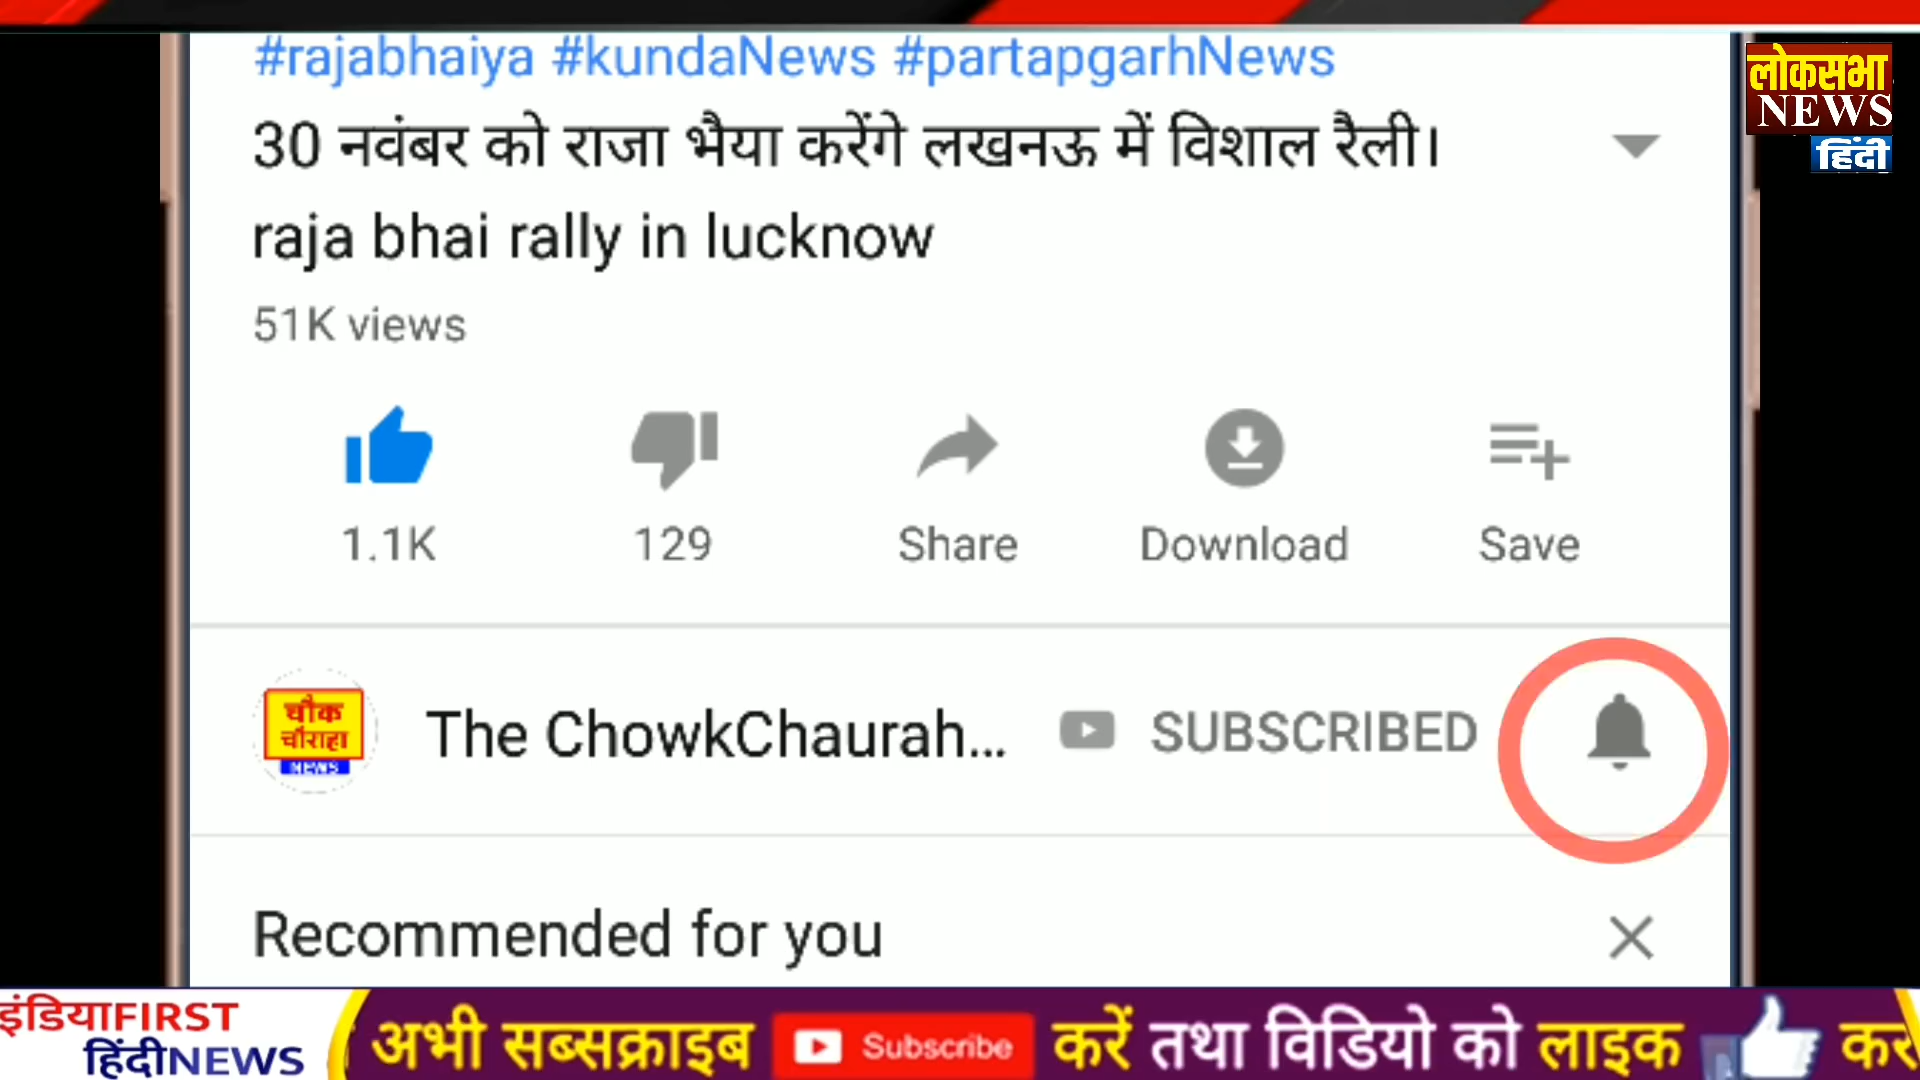 #rajabhaiya #kundaNews #partapgarhNews
लोकसभा
NEWS
हिंदी
30 नवंबर को राजा भैया करेंगे लखनऊ में विशाल रैली।
raja bhai rally in lucknow
51K views
1.1K 129 Share Download Save
चौक
चौराहा
NEWS
The ChowkChaurah... SUBSCRIBED
Recommended for you
इंडियाFIRST
हिंदीNEWS
अभी सब्सक्राइब Subscribe करें तथा विडियो को लाइक कर